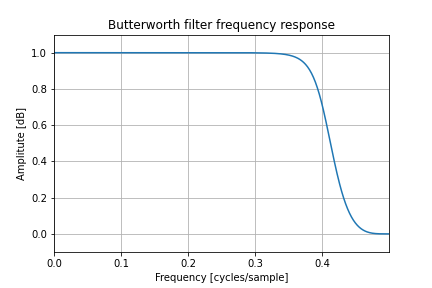 Butterworth filter frequency response
Amplitute [dB]
1.0
0.8
0.6
0.4
0.2
0.0
0.0 0.1 0.2 0.3 0.4
Frequency [cycles/sample]